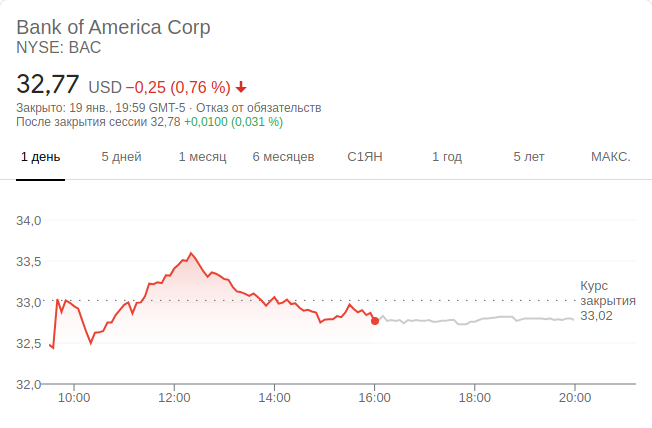 Bank of America Corp
NYSE: BAC
32,77 USD −0,25 (0,76 %)
Закрыто: 19 янв., 19:59 GMT-5 · Отказ от обязательств
После закрытия сессии 32,78 +0,0100 (0,031 %)
1 день 5 дней 1 месяц 6 месяцев С1ЯН 1 год 5 лет МАКС.
34,0
33,5
Курс
33,0 закрытия
33,02
32,5
32,0
10:00 12:00 14:00 16:00 18:00 20:00